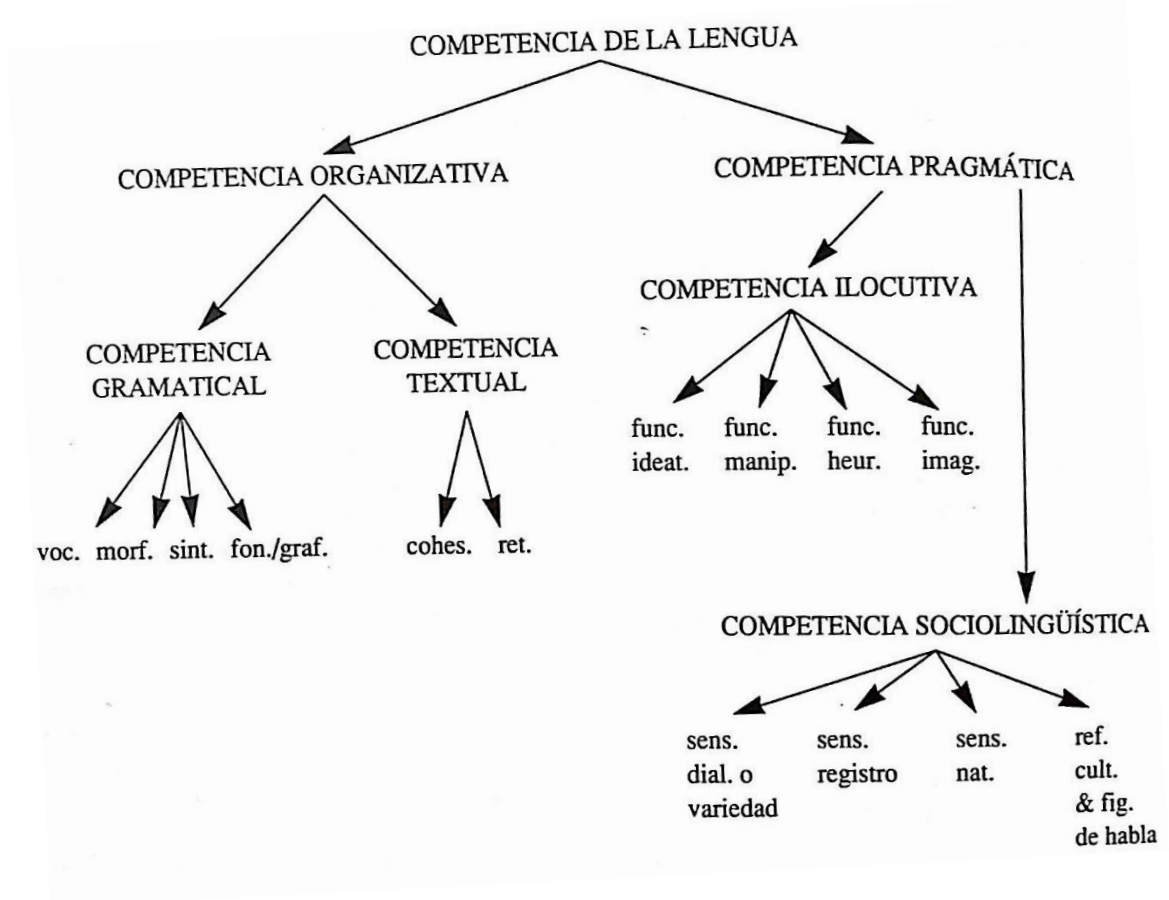 COMPETENCIA DE LA LENGUA
COMPETENCIA ORGANIZATIVA
COMPETENCIA PRAGMÁTICA
COMPETENCIA
GRAMATICAL
voc. morf. sint. fon./graf.
COMPETENCIA
TEXTUAL
cohes. ret.
COMPETENCIA ILOCUTIVA
func.
ideat.
func.
manip.
func.
heur.
func.
imag.
COMPETENCIA SOCIOLINGÜÍSTICA
sens.
dial. o
variedad
sens.
registro
sens.
nat.
ref.
cult.
& fig.
de habla